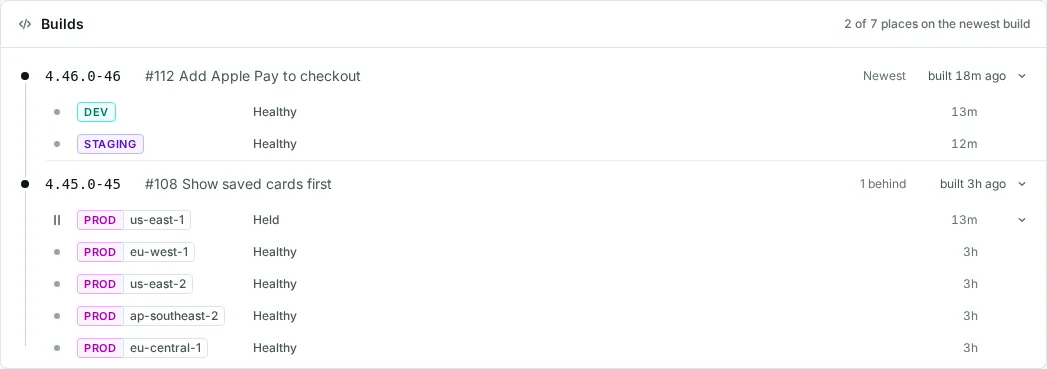 Builds 2 of 7 places on the newest build
4.46.0-46 #112 Add Apple Pay to checkout Newest built 18m ago
DEV Healthy 13m
STAGING Healthy 12m
4.45.0-45 #108 Show saved cards first 1 behind built 3h ago
PROD us-east-1 Held 13m
PROD eu-west-1 Healthy 3h
PROD us-east-2 Healthy 3h
PROD ap-southeast-2 Healthy 3h
PROD eu-central-1 Healthy 3h